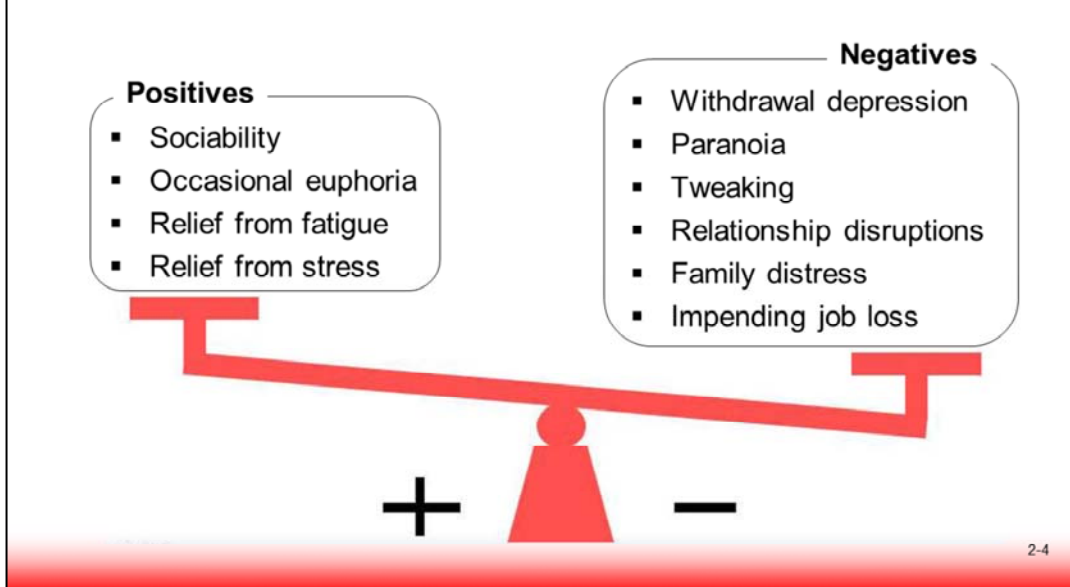 Positives
▪ Sociability
▪ Occasional euphoria
▪ Relief from fatigue
▪ Relief from stress
Negatives
▪ Withdrawal depression
▪ Paranoia
▪ Tweaking
▪ Relationship disruptions
▪ Family distress
▪ Impending job loss
+ −
2-4